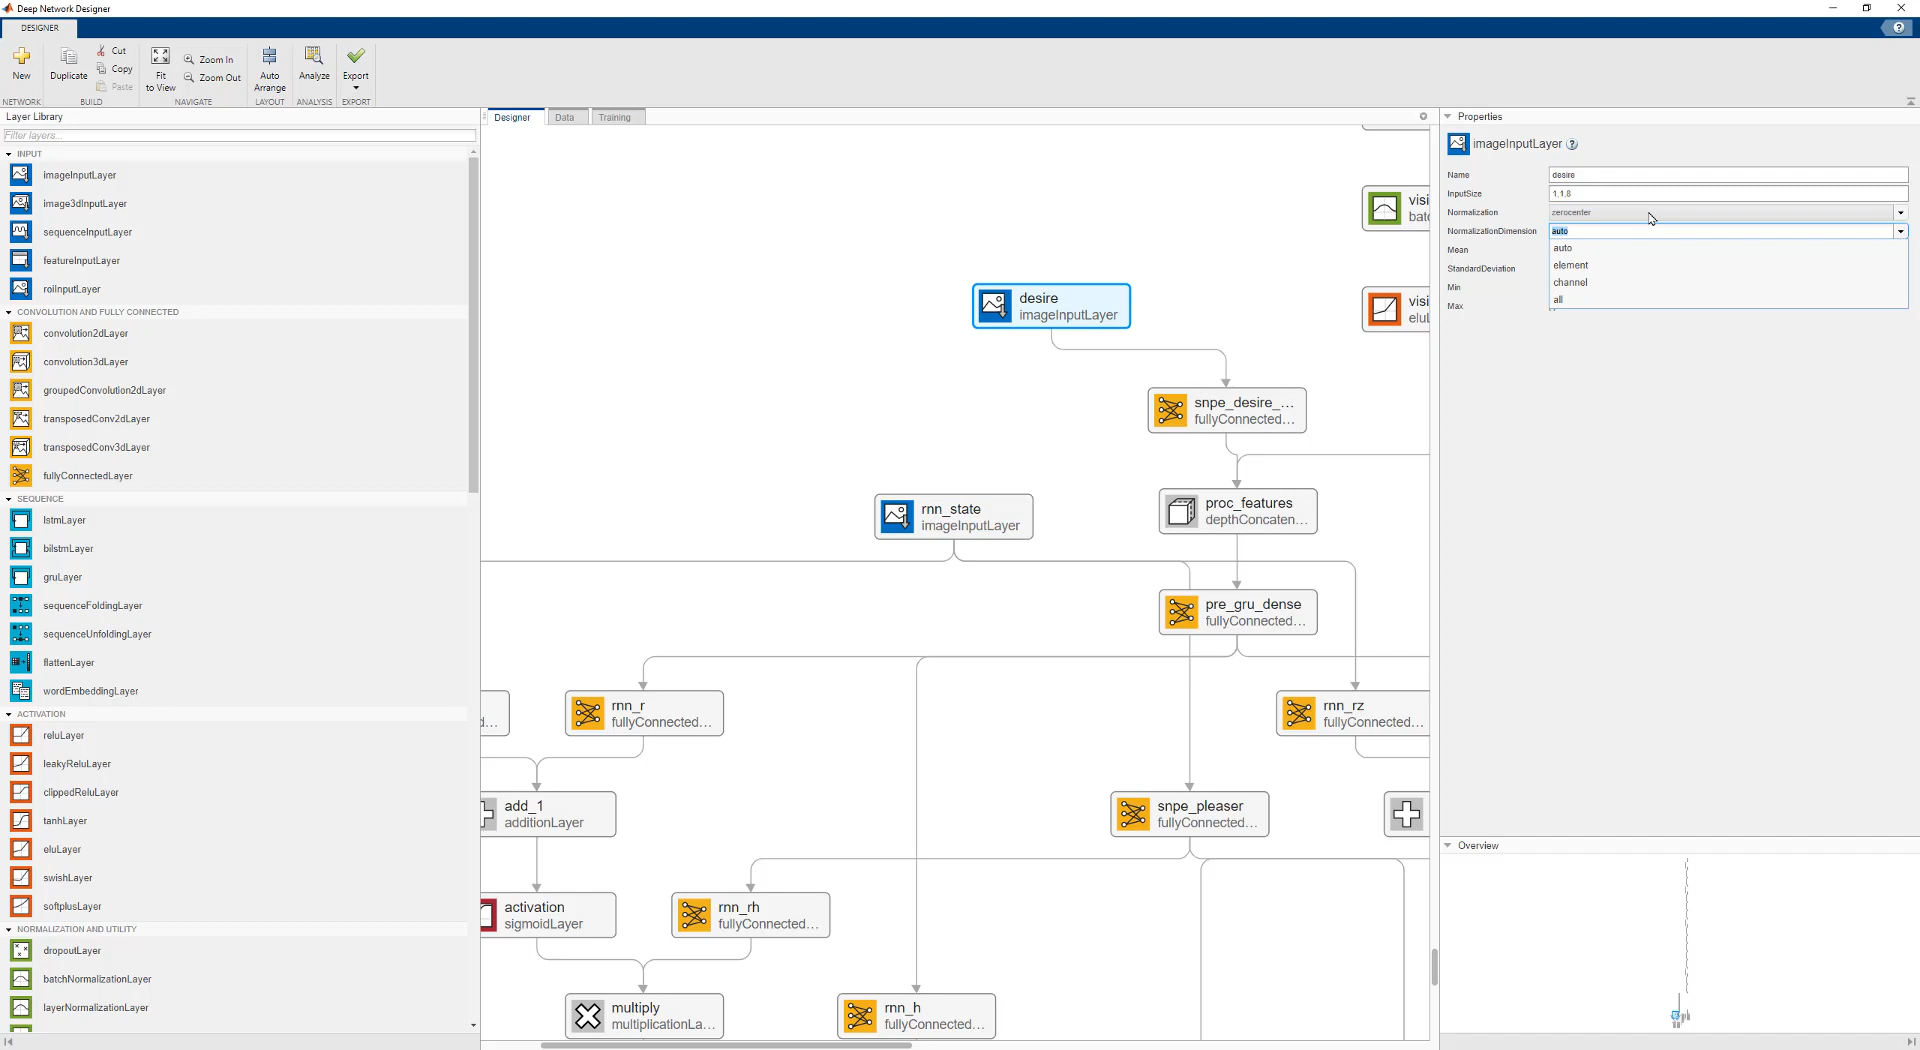 Deep Network Designer
DESIGNER
New
Duplicate
Cut
Copy
Paste
Fit
to View
Zoom In
Zoom Out
Auto
Arrange
Analyze
Export
NETWORK
BUILD
NAVIGATE
LAYOUT
ANALYSIS
EXPORT
Layer Library
Filter layers...
INPUT
imageInputLayer
image3dInputLayer
sequenceInputLayer
featureInputLayer
roiInputLayer
CONVOLUTION AND FULLY CONNECTED
convolution2dLayer
convolution3dLayer
groupedConvolution2dLayer
transposedConv2dLayer
transposedConv3dLayer
fullyConnectedLayer
SEQUENCE
lstmLayer
bilstmLayer
gruLayer
sequenceFoldingLayer
sequenceUnfoldingLayer
flattenLayer
wordEmbeddingLayer
ACTIVATION
reluLayer
leakyReluLayer
clippedReluLayer
tanhLayer
eluLayer
swishLayer
softplusLayer
NORMALIZATION AND UTILITY
dropoutLayer
batchNormalizationLayer
layerNormalizationLayer
Designer
Data
Training
visi
batc
visi
eluL
desire
imageInputLayer
snpe_desire_...
fullyConnected...
rnn_state
imageInputLayer
proc_features
depthConcaten...
pre_gru_dense
fullyConnected...
d...
rnn_r
fullyConnected...
rnn_rz
fullyConnected...
add_1
additionLayer
snpe_pleaser
fullyConnected...
activation
sigmoidLayer
rnn_rh
fullyConnected...
multiply
multiplicationLa...
rnn_h
fullyConnected...
Properties
imageInputLayer
Name
desire
InputSize
1,1,8
Normalization
zerocenter
NormalizationDimension
auto
Mean
StandardDeviation
Min
Max
auto
element
channel
all
Overview